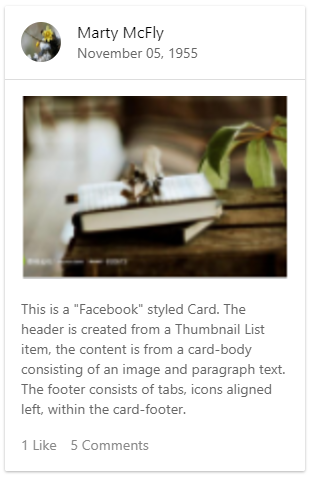 Marty McFly
November 05, 1955
This is a "Facebook" styled Card. The
header is created from a Thumbnail List
item, the content is from a card-body
consisting of an image and paragraph text.
The footer consists of tabs, icons aligned
left, within the card-footer.
1 Like 5 Comments